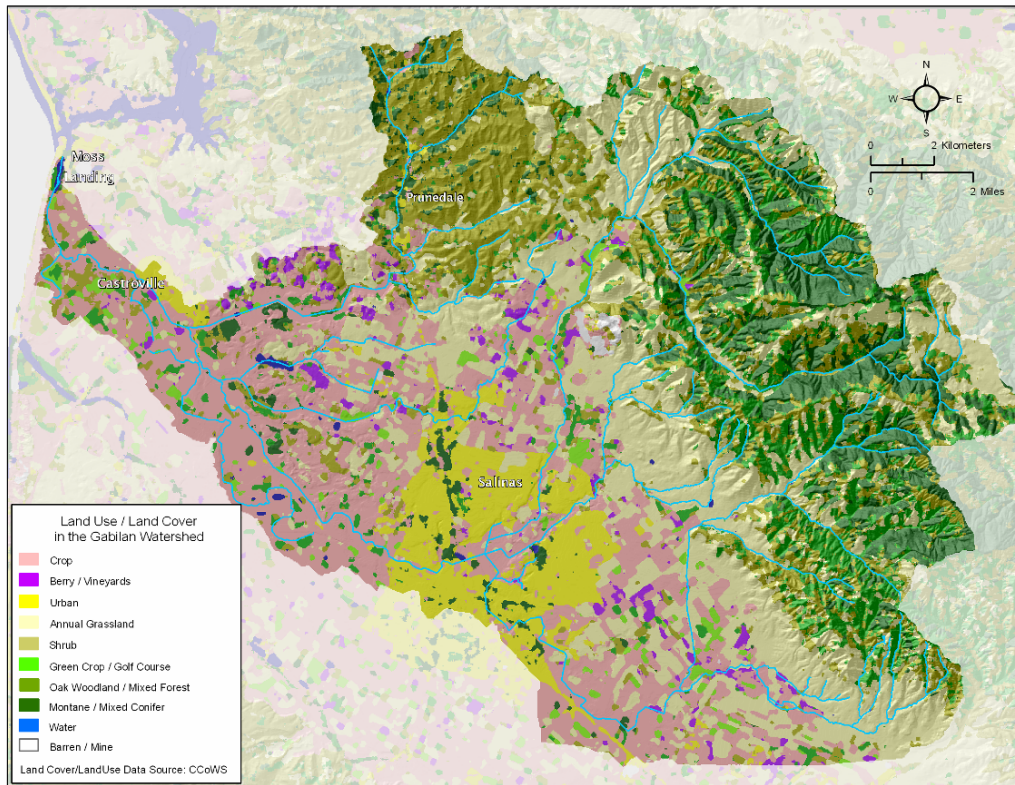 N
W
E
S
2
0
2 Kilometers
0
2 Miles
Moss
Landing
Prunedale
Castroville
Salinas
Land Use / Land Cover
in the Gabilan Watershed
Crop
Berry / Vineyards
Urban
Annual Grassland
Shrub
Green Crop / Golf Course
Oak Woodland / Mixed Forest
Montane / Mixed Conifer
Water
Barren / Mine
Land Cover/LandUse Data Source: CCoWS